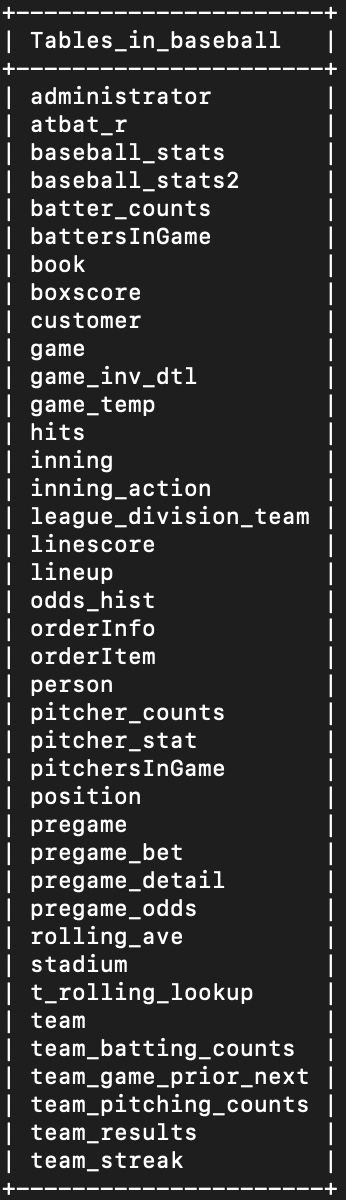 +----------------------+
| Tables_in_baseball   |
+----------------------+
| administrator        |
| atbat_r              |
| baseball_stats       |
| baseball_stats2      |
| batter_counts        |
| battersInGame        |
| book                 |
| boxscore             |
| customer             |
| game                 |
| game_inv_dtl         |
| game_temp            |
| hits                 |
| inning               |
| inning_action        |
| league_division_team |
| linescore            |
| lineup               |
| odds_hist            |
| orderInfo            |
| orderItem            |
| person               |
| pitcher_counts       |
| pitcher_stat         |
| pitchersInGame       |
| position             |
| pregame              |
| pregame_bet          |
| pregame_detail       |
| pregame_odds         |
| rolling_ave          |
| stadium              |
| t_rolling_lookup     |
| team                 |
| team_batting_counts  |
| team_game_prior_next |
| team_pitching_counts |
| team_results         |
| team_streak          |
+----------------------+